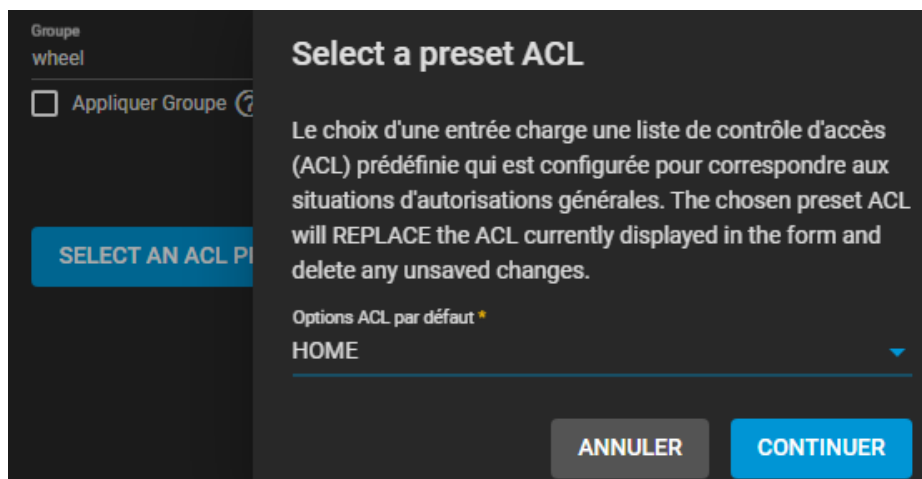 Groupe
wheel
Appliquer Groupe
SELECT AN ACL
Select a preset ACL
Le choix d'une entrée charge une liste de contrôle d'accès
(ACL) prédéfinie qui est configurée pour correspondre aux
situations d'autorisations générales. The chosen preset ACL
will REPLACE the ACL currently displayed in the form and
delete any unsaved changes.
Options ACL par défaut *
HOME
ANNULER
CONTINUER